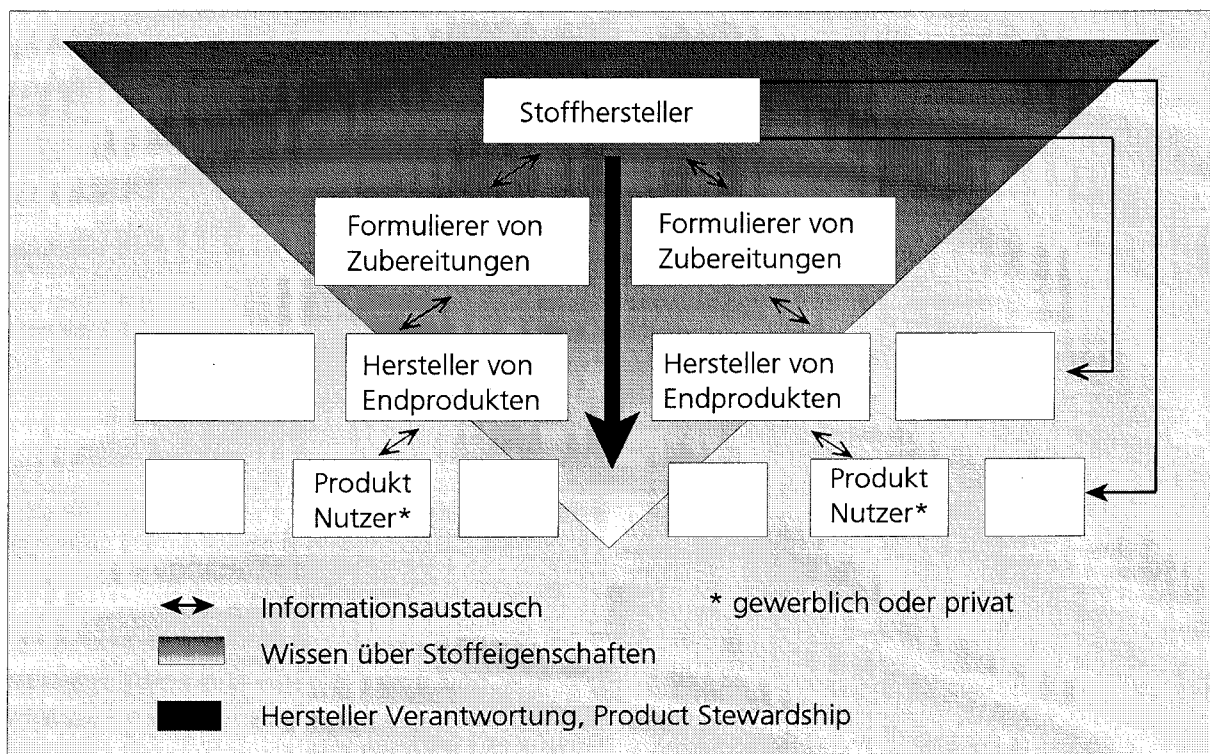 Stoffhersteller
Formulierer von
Zubereitungen
Formulierer von
Zubereitungen
Hersteller von
Endprodukten
Hersteller von
Endprodukten
Produkt
Nutzer*
Produkt
Nutzer*
Informationsaustausch
* gewerblich oder privat
Wissen über Stoffeigenschaften
Hersteller Verantwortung, Product Stewardship